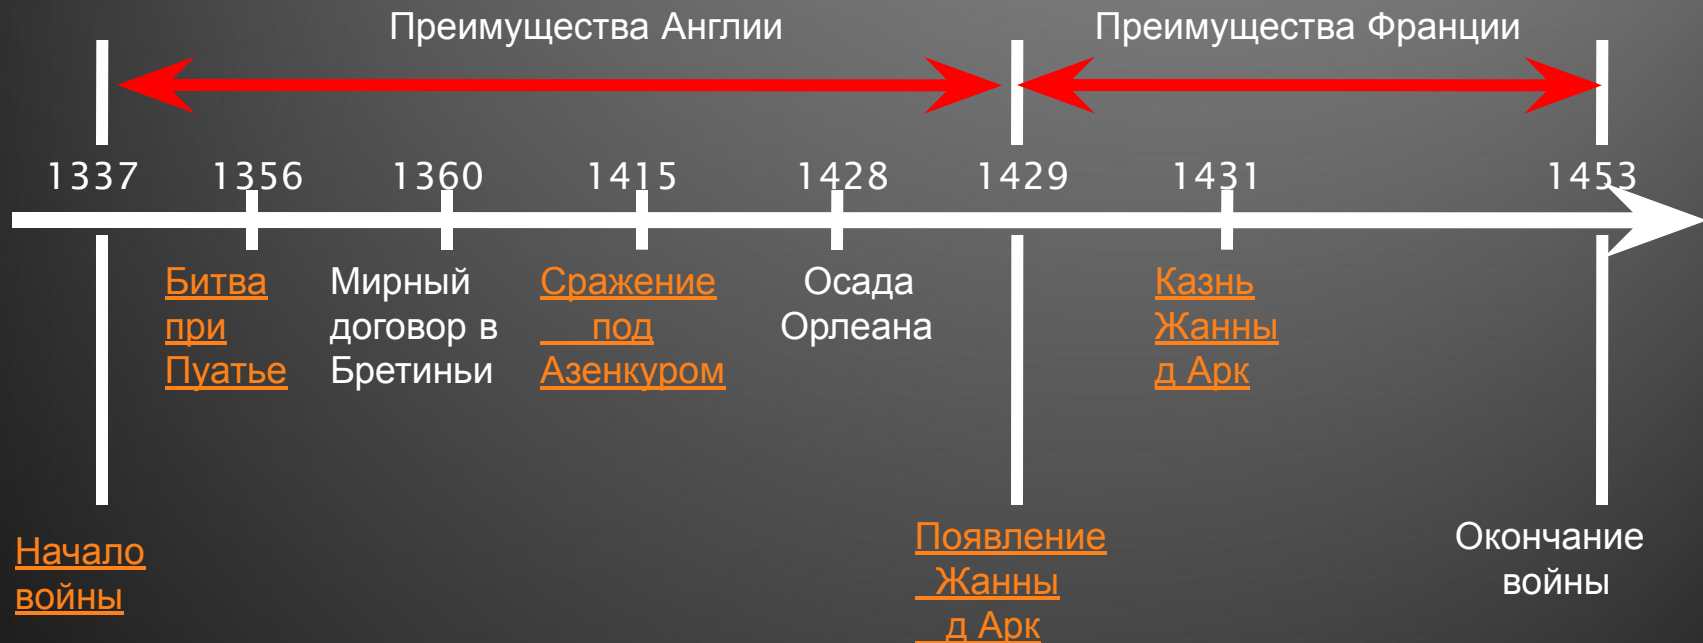 Преимущества Англии
Преимущества Франции
1337
1356
1360
1415
1428
1429
1431
1453
Битва
при
Пуатье
Мирный
договор в
Бретиньи
Сражение
под
Азенкуром
Осада
Орлеана
Казнь
Жанны
д Арк
Начало
войны
Появление
Жанны
д Арк
Окончание
войны